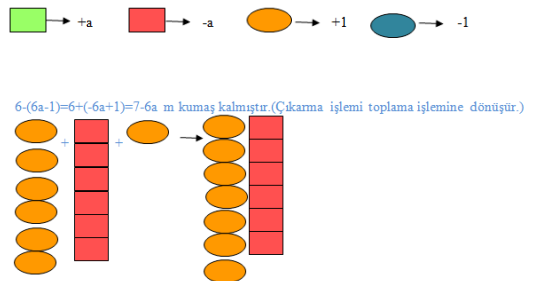 +a -a +1 -1
6-(6a-1)=6+(-6a+1)=7-6a m kumaş kalmıştır.(Çıkarma işlemi toplama işlemine dönüşür.)
+ +